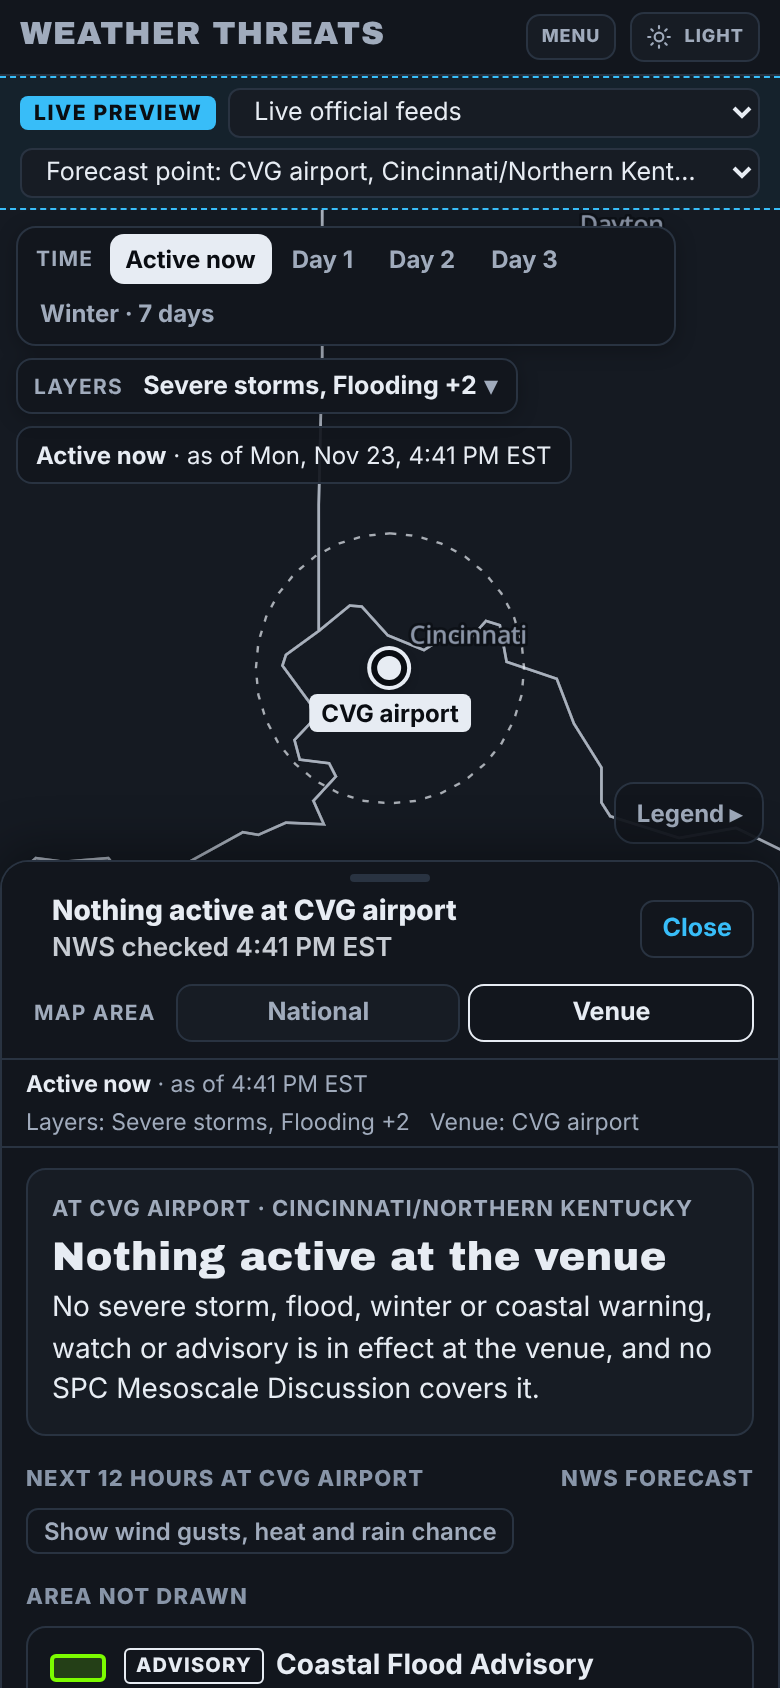 WEATHER THREATS
MENU
LIGHT
LIVE PREVIEW
Live official feeds
Forecast point: CVG airport, Cincinnati/Northern Kent...
Dayton
TIME
Active now
Day 1
Day 2
Day 3
Winter · 7 days
LAYERS
Severe storms, Flooding +2 ▾
Active now · as of Mon, Nov 23, 4:41 PM EST
Cincinnati
CVG airport
Legend ▸
Nothing active at CVG airport
NWS checked 4:41 PM EST
Close
MAP AREA
National
Venue
Active now · as of 4:41 PM EST
Layers: Severe storms, Flooding +2 Venue: CVG airport
AT CVG AIRPORT · CINCINNATI/NORTHERN KENTUCKY
Nothing active at the venue
No severe storm, flood, winter or coastal warning,
watch or advisory is in effect at the venue, and no
SPC Mesoscale Discussion covers it.
NEXT 12 HOURS AT CVG AIRPORT
NWS FORECAST
Show wind gusts, heat and rain chance
AREA NOT DRAWN
ADVISORY
Coastal Flood Advisory